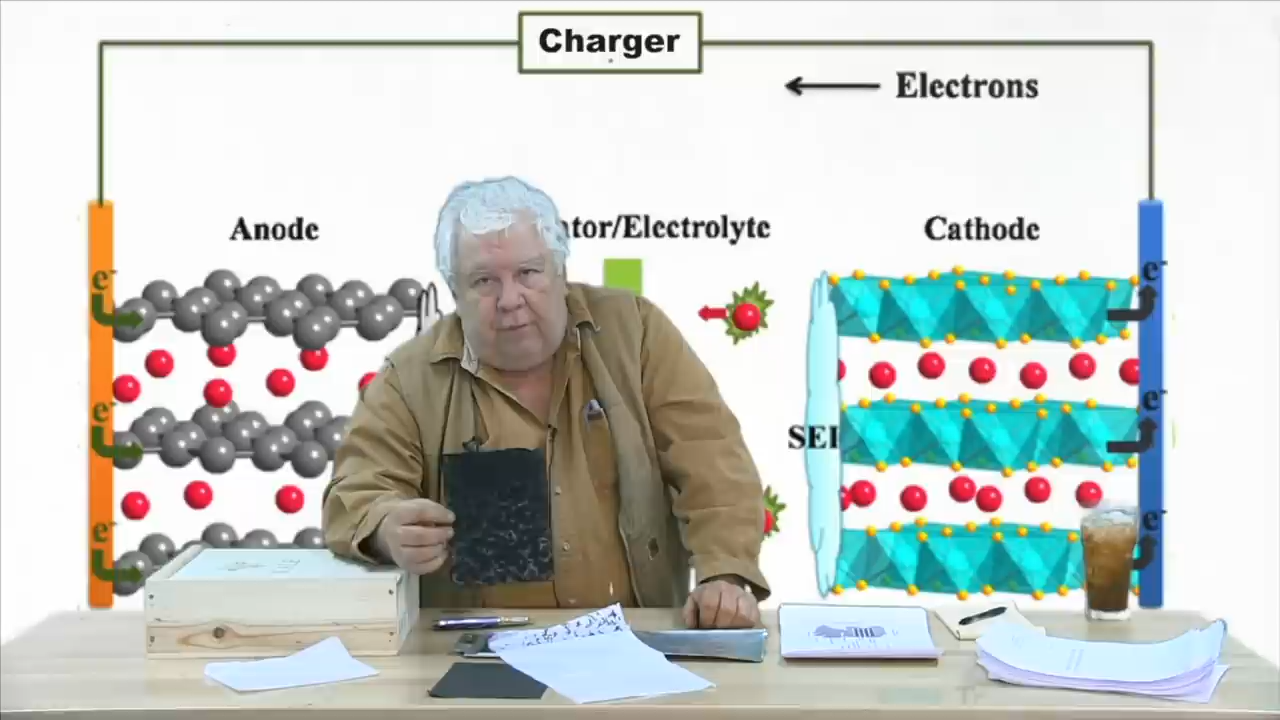 Charger
Electrons
Anode
ator/Electrolyte
Cathode
e-
e-
e-
e-
e-
e-
SEI